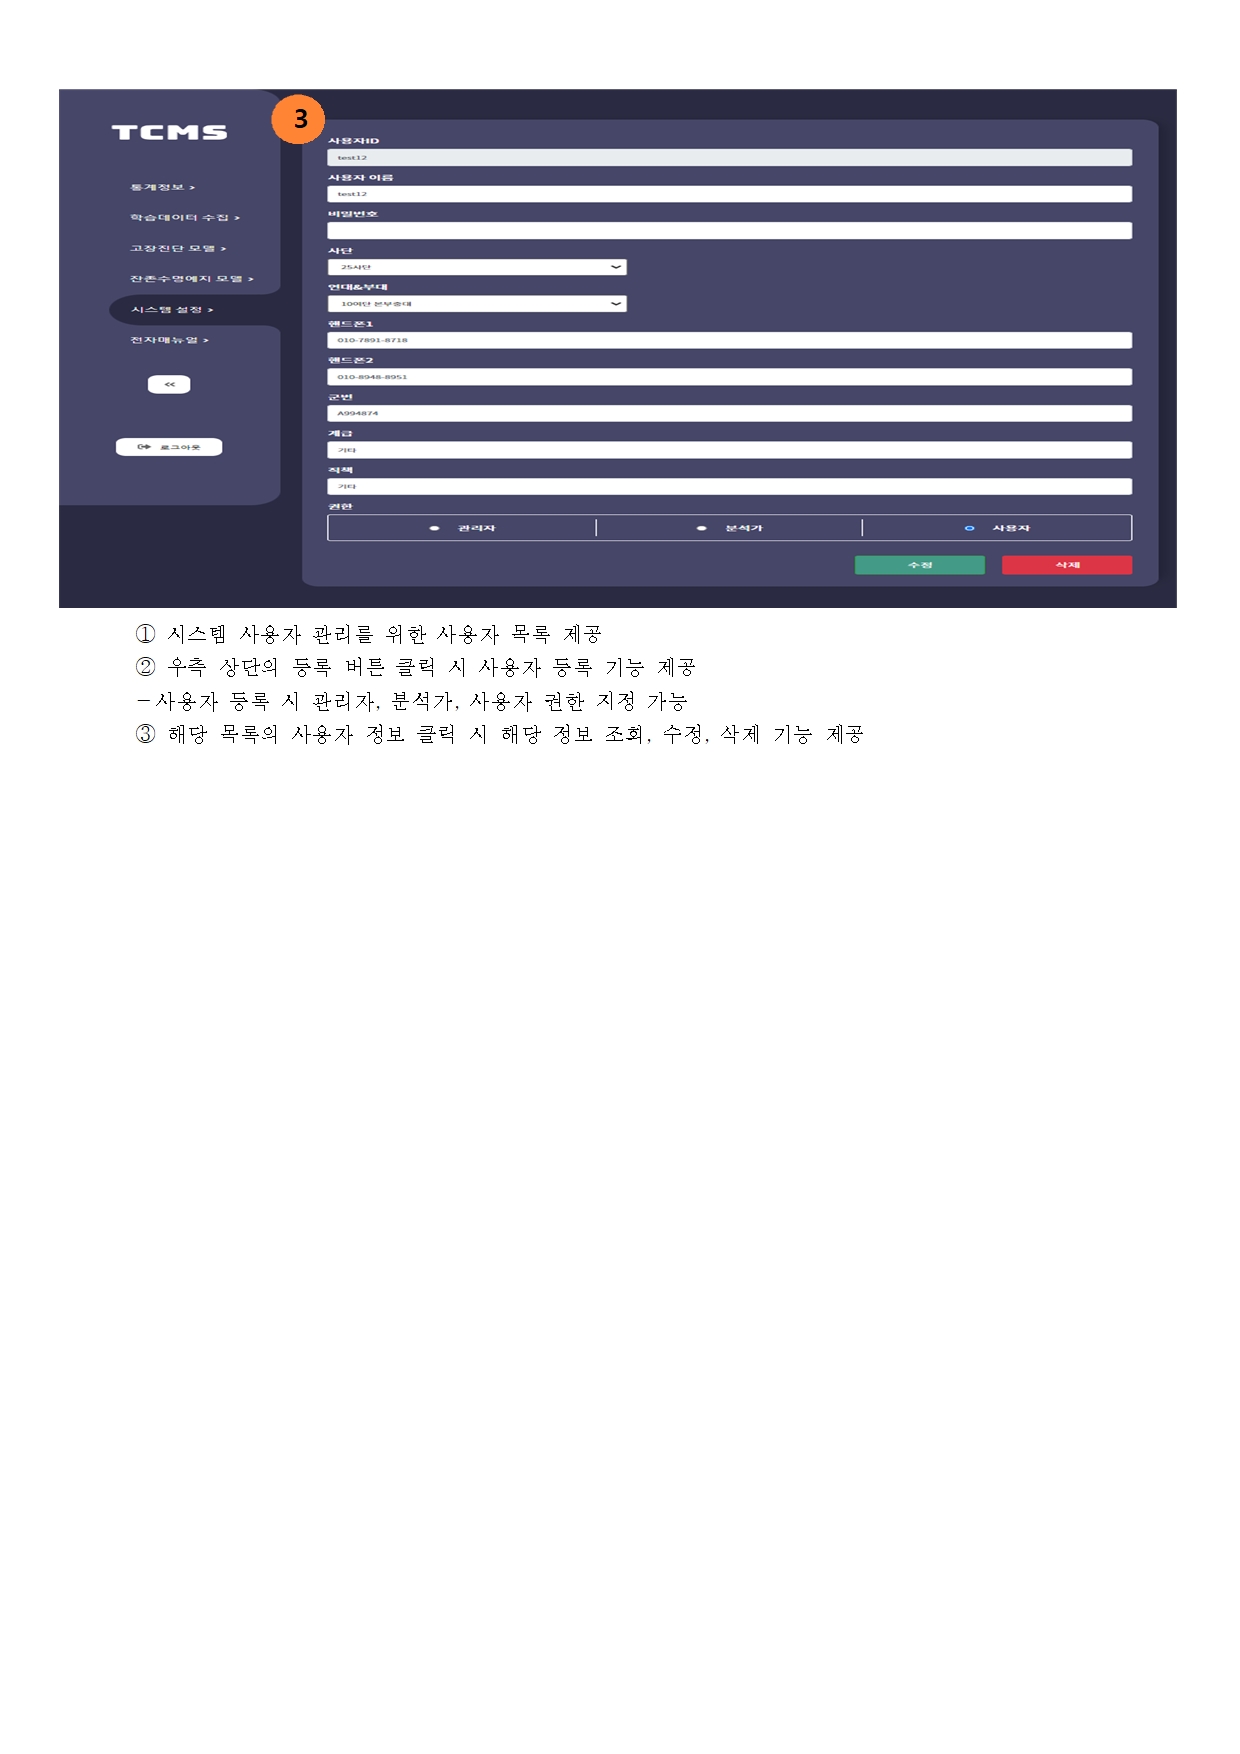 TCMS
통계정보 >
학습데이터 수집 >
고장진단 모델 >
잔존수명예지 모델 >
시스템 설정 >
전자매뉴얼 >
<<
로그아웃
3
사용자ID
test12
사용자 이름
test12
비밀번호
사단
25사단
연대&부대
10여단 본부중대
핸드폰1
010-7891-8718
핸드폰2
010-8948-8951
군번
A994874
계급
기타
직책
기타
권한
관리자 분석가 사용자
수정 삭제
① 시스템 사용자 관리를 위한 사용자 목록 제공
② 우측 상단의 등록 버튼 클릭 시 사용자 등록 기능 제공
-사용자 등록 시 관리자, 분석가, 사용자 권한 지정 가능
③ 해당 목록의 사용자 정보 클릭 시 해당 정보 조회, 수정, 삭제 기능 제공